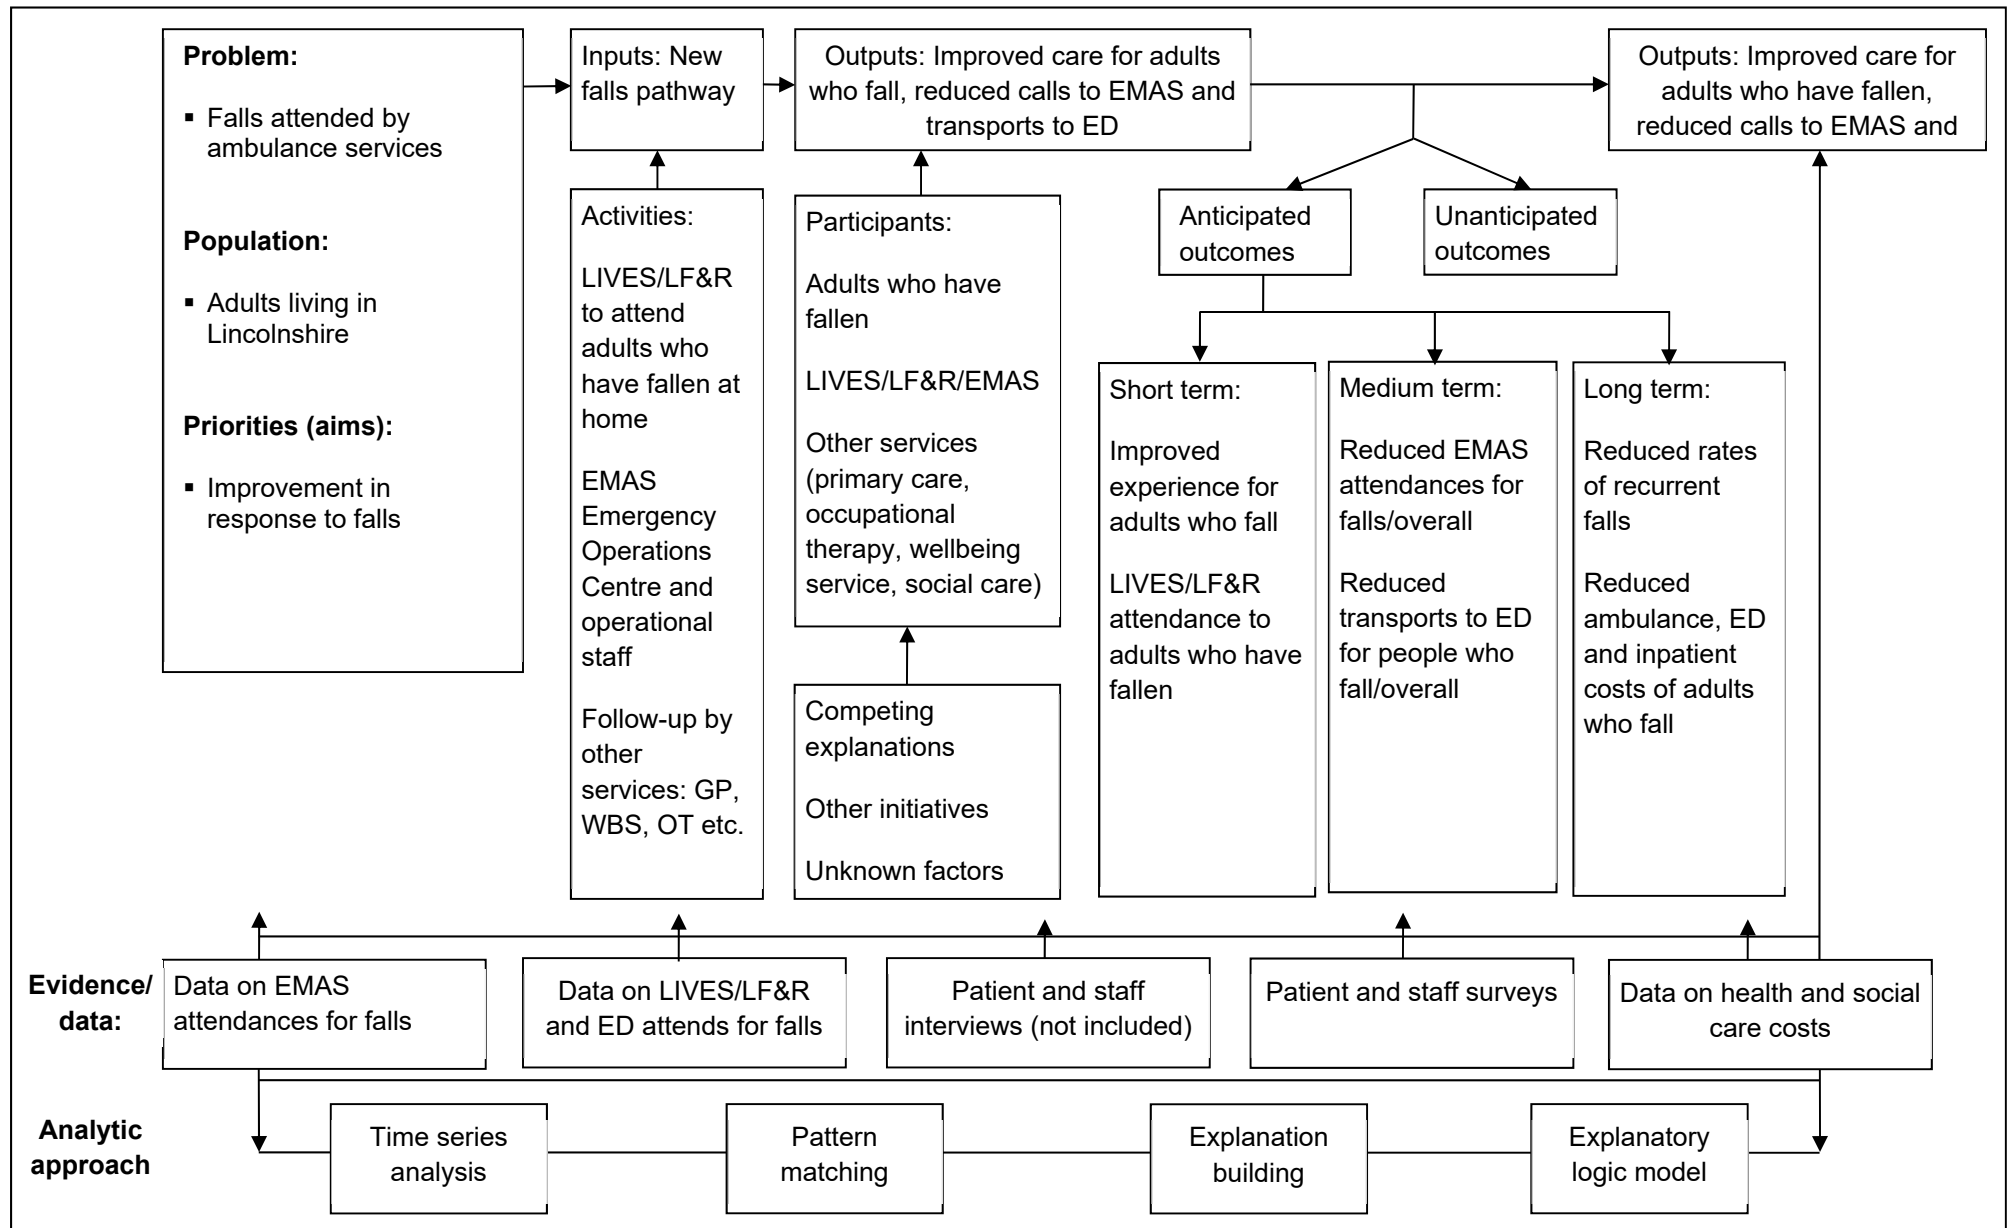 Problem:
▪ Falls attended by
ambulance services
Population:
▪ Adults living in
Lincolnshire
Priorities (aims):
▪ Improvement in
response to falls
Inputs: New
falls pathway
Activities:
LIVES/LF&R
to attend
adults who
have fallen at
home
EMAS
Emergency
Operations
Centre and
operational
staff
Follow-up by
other
services: GP,
WBS, OT etc.
Outputs: Improved care for adults
who fall, reduced calls to EMAS and
transports to ED
Participants:
Adults who have
fallen
LIVES/LF&R/EMAS
Other services
(primary care,
occupational
therapy, wellbeing
service, social care)
Competing
explanations
Other initiatives
Unknown factors
Outputs: Improved care for
adults who have fallen,
reduced calls to EMAS and
Anticipated
outcomes
Unanticipated
outcomes
Short term:
Improved
experience for
adults who fall
LIVES/LF&R
attendance to
adults who have
fallen
Medium term:
Reduced EMAS
attendances for
falls/overall
Reduced
transports to ED
for people who
fall/overall
Long term:
Reduced rates
of recurrent
falls
Reduced
ambulance, ED
and inpatient
costs of adults
who fall
Evidence/
data:
Data on EMAS
attendances for falls
Data on LIVES/LF&R
and ED attends for falls
Patient and staff
interviews (not included)
Patient and staff surveys
Data on health and social
care costs
Analytic
approach
Time series
analysis
Pattern
matching
Explanation
building
Explanatory
logic model